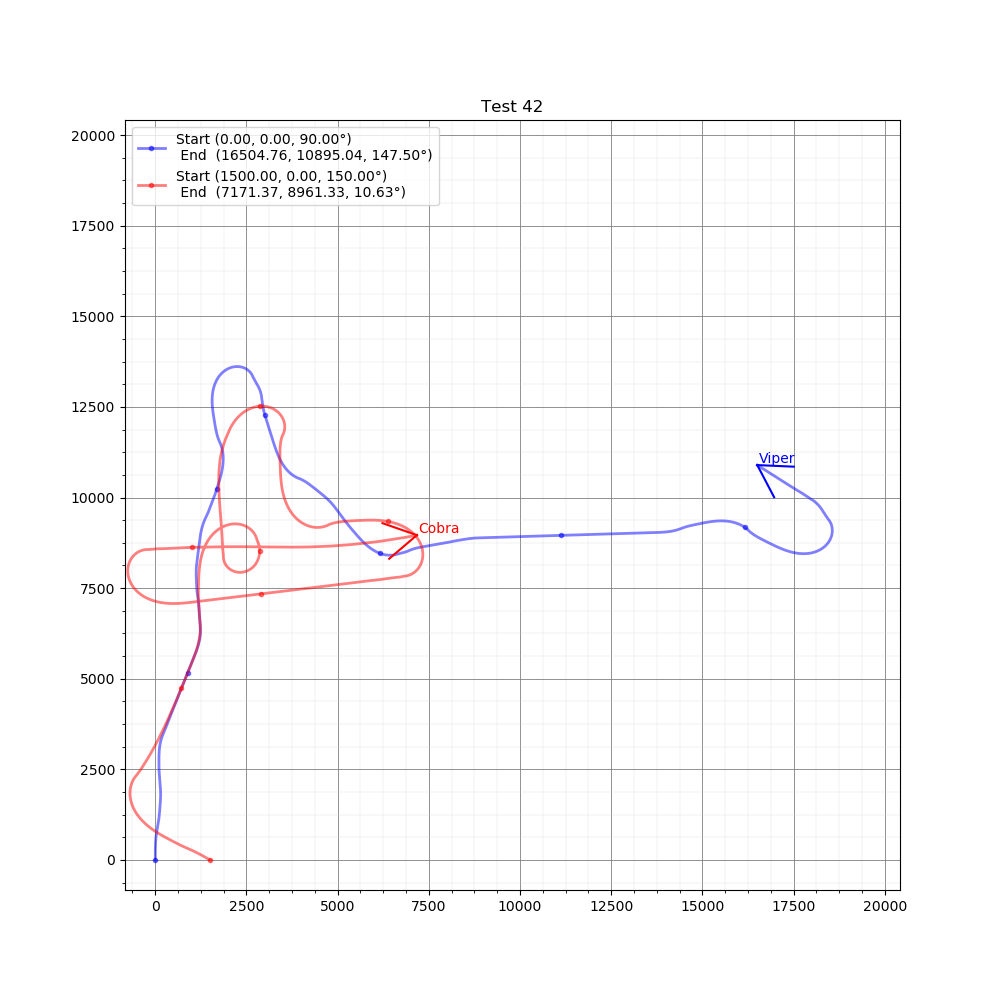 Test 42
Start (0.00, 0.00, 90.00°)
End (16504.76, 10895.04, 147.50°)
Start (1500.00, 0.00, 150.00°)
End (7171.37, 8961.33, 10.63°)
20000
17500
15000
12500
10000
7500
5000
2500
0
Viper
Cobra
0 2500 5000 7500 10000 12500 15000 17500 20000